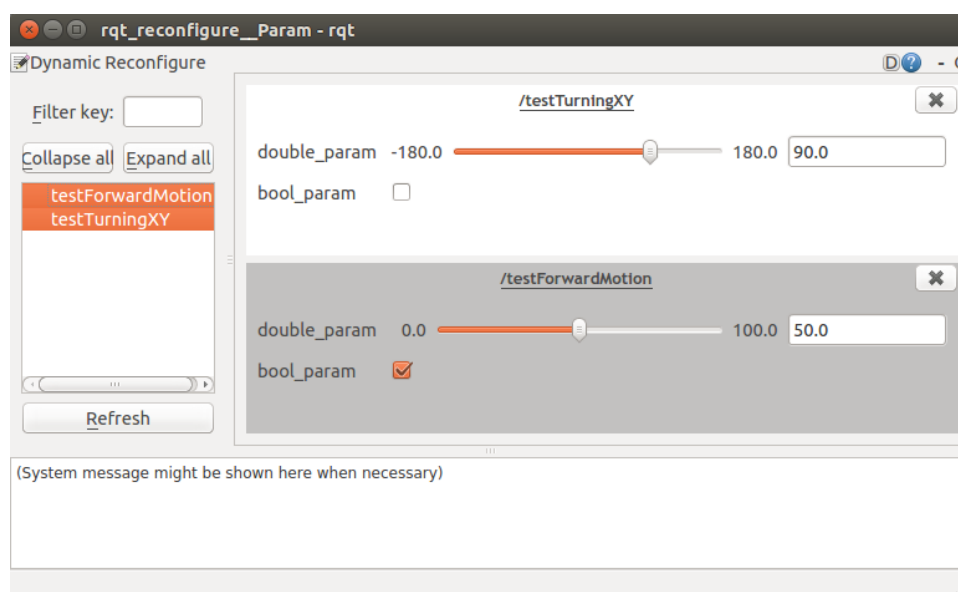 rqt_reconfigure__Param - rqt
Dynamic Reconfigure
D? -
Filter key:
Collapse all Expand all
testForwardMotion
testTurningXY
Refresh
/testTurningXY
double_param -180.0 180.0 90.0
bool_param
/testForwardMotion
double_param 0.0 100.0 50.0
bool_param
(System message might be shown here when necessary)